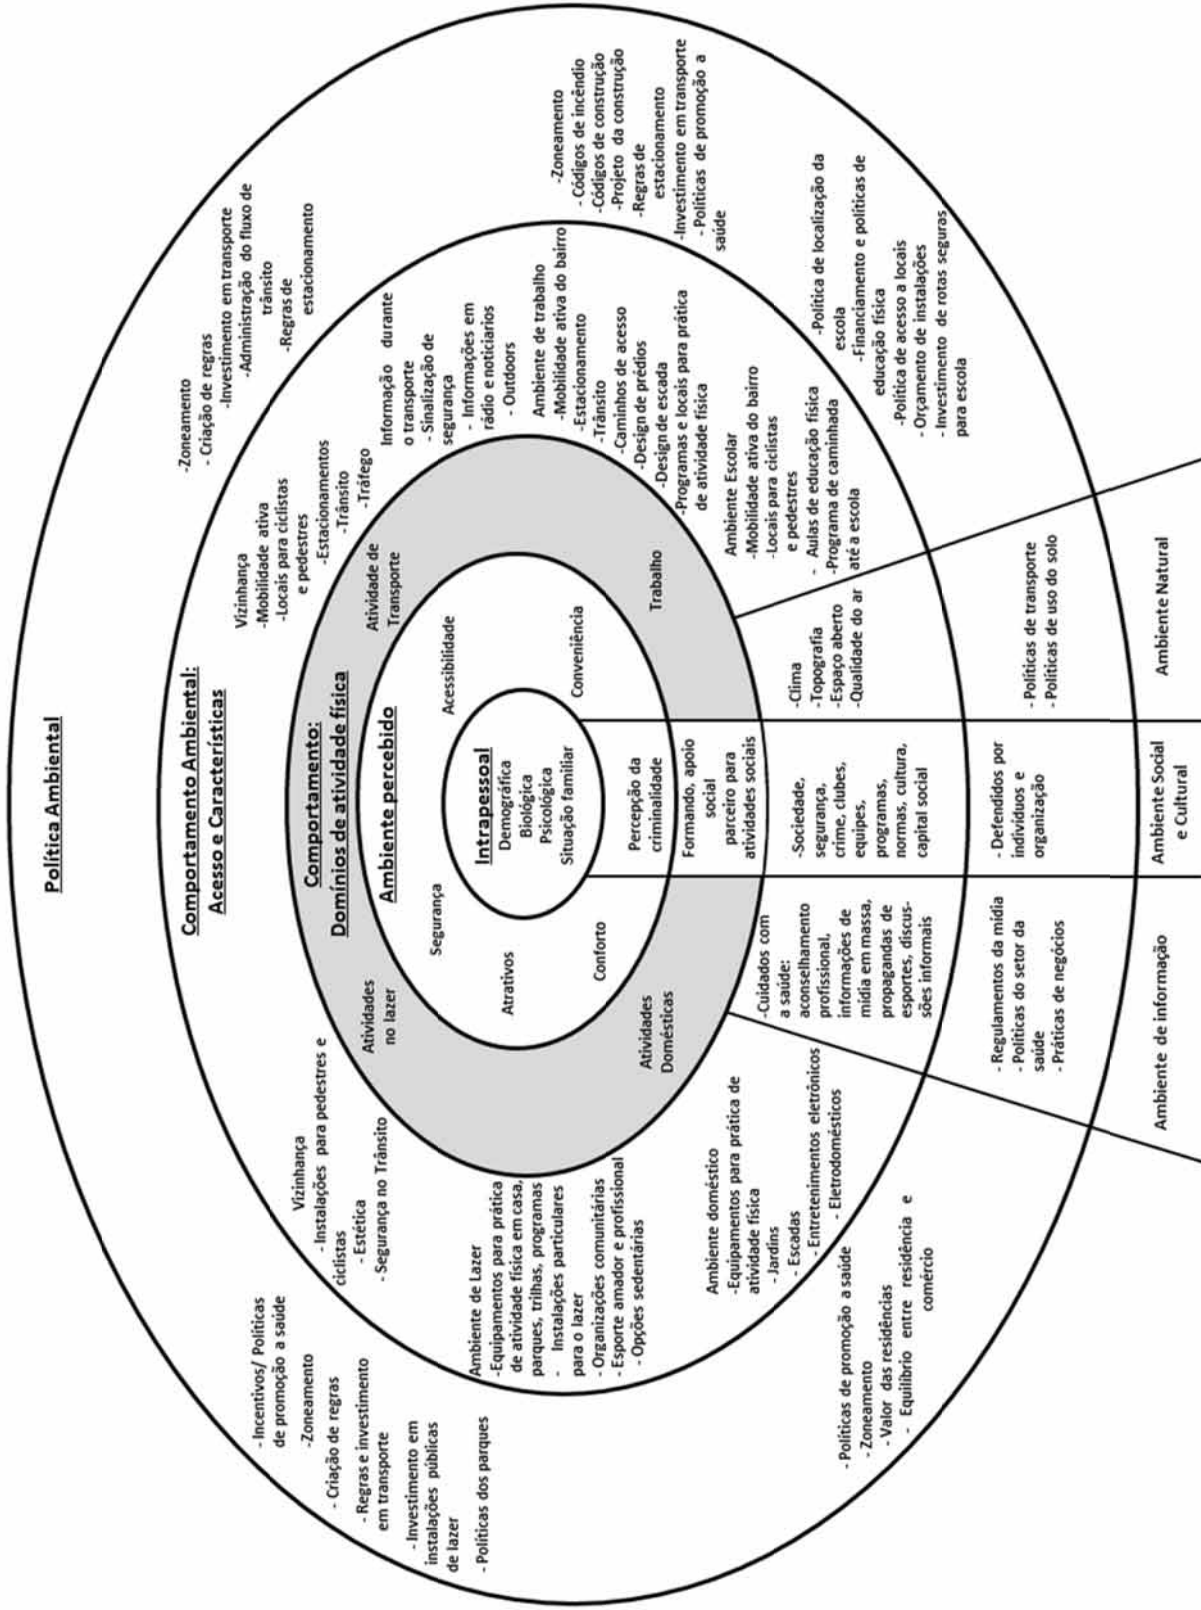 Política Ambiental
-Zoneamento
- Criação de regras
-Investimento em transporte
-Administração do fluxo de
trânsito
-Regras de
estacionamento
- Incentivos/ Políticas
de promoção a saúde
-Zoneamento
- Criação de regras
- Regras e investimento
em transporte
- Investimento em
instalações públicas
de lazer
- Políticas dos parques
Comportamento Ambiental:
Acesso e Características
Vizinhança
-Mobilidade ativa
-Locais para ciclistas
e pedestres
-Estacionamentos
-Trânsito
-Tráfego
Vizinhança
- Instalações para pedestres e
ciclistas
- Estética
- Segurança no Trânsito
Informação durante
o transporte
- Sinalização de
segurança
- Informações em
rádio e noticiarios
- Outdoors
Comportamento:
Domínios de atividade física
Atividades
no lazer
Atividade de
Transporte
Ambiente percebido
Segurança
Acessibilidade
Atrativos
Intrapessoal
Demográfica
Biológica
Psicológica
Situação familiar
Conforto
Conveniência
Ambiente de Lazer
-Equipamentos para prática
de atividade física em casa,
parques, trilhas, programas
- Instalações particulares
para o lazer
- Organizações comunitárias
- Esporte amador e profissional
- Opções sedentárias
Ambiente de trabalho
-Mobilidade ativa do bairro
-Estacionamento
-Trânsito
-Caminhos de acesso
-Design de prédios
-Design de escada
-Programas e locais para prática
de atividade física
-Zoneamento
- Códigos de incêndio
-Códigos de construção
-Projeto da construção
-Regras de
estacionamento
-Investimento em transporte
- Políticas de promoção a
saúde
Atividades
Domésticas
Percepção da
criminalidade
Trabalho
Formando, apoio
social
parceiro para
atividades sociais
Ambiente doméstico
-Equipamentos para prática de
atividade física
- Jardins
- Escadas
- Entretenimentos eletrônicos
- Eletrodomésticos
Ambiente Escolar
-Mobilidade ativa do bairro
-Locais para ciclistas
e pedestres
- Aulas de educação física
-Programa de caminhada
até a escola
-Cuidados com
a saúde:
aconselhamento
profissional,
informações de
mídia em massa,
propagandas de
esportes, discus-
sões informais
-Sociedade,
segurança,
crime, clubes,
equipes,
programas,
normas, cultura,
capital social
-Clima
-Topografia
-Espaço aberto
-Qualidade do ar
- Políticas de promoção a saúde
-Zoneamento
- Valor das residências
- Equilíbrio entre residência e
comércio
-Política de localização da
escola
-Financiamento e políticas de
educação física
-Política de acesso a locais
- Orçamento de instalações
- Investimento de rotas seguras
para escola
- Regulamentos da mídia
- Políticas do setor da
saúde
- Práticas de negócios
- Defendidos por
indivíduos e
organização
- Políticas de transporte
- Políticas de uso do solo
Ambiente de informação
Ambiente Social
e Cultural
Ambiente Natural